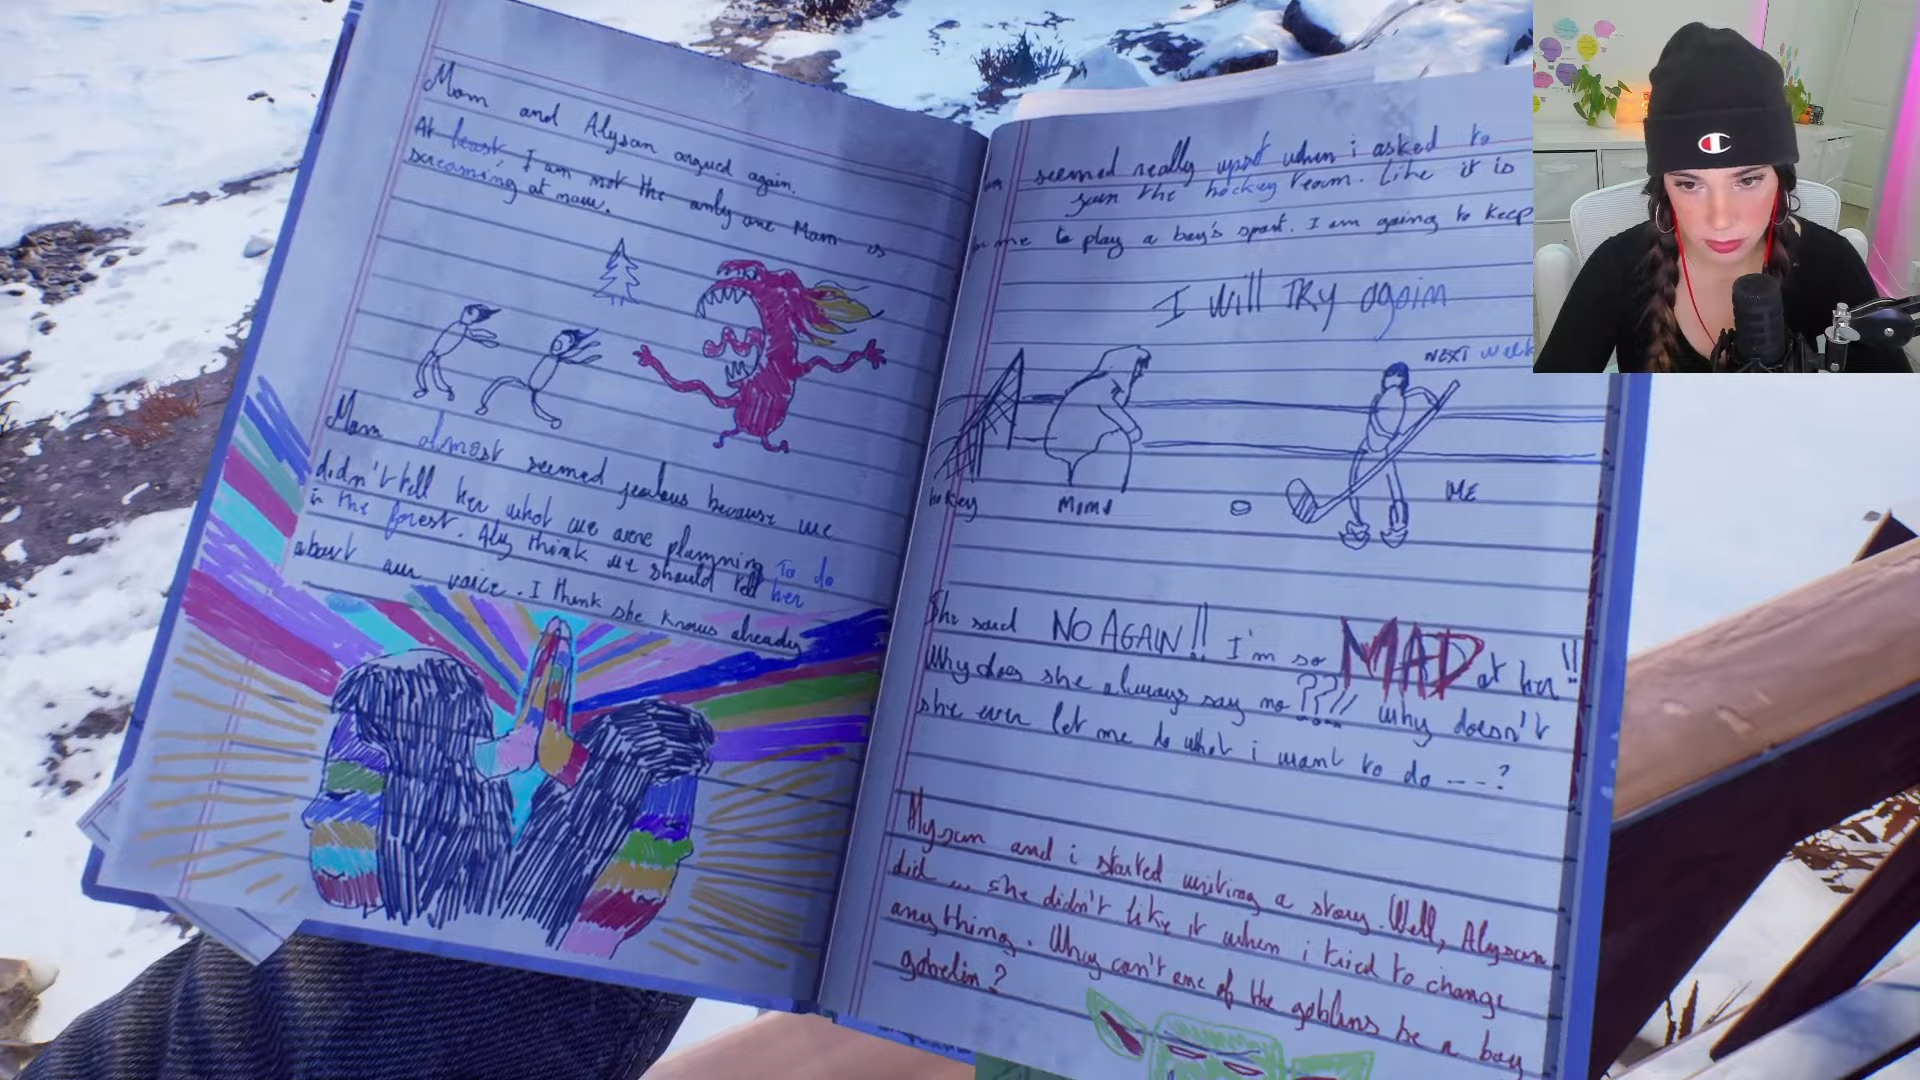 Mom and Alyson argued again.
At least I am not the only one Mom is
screaming at now.
Mom almost seemed jealous because we
didn't tell her what we were planning to do
in the forest. Aly think we should tell her
about our voice. I think she knows already
seemed really upset when i asked to
join the hockey team. Like it is
me to play a boy's sport. I am going to keep
I will TRY again
NEXT week
hockey
Mom
ME
She said NO AGAIN!! I'm so MAD at her!!
Why does she always say no ??!! why doesn't
she ever let me do what i want to do --- ?
Alyson and i started writing a story. Well, Alyson
did ... she didn't like it when i tried to change
anything. Why can't one of the goblins be a boy
gobelin?